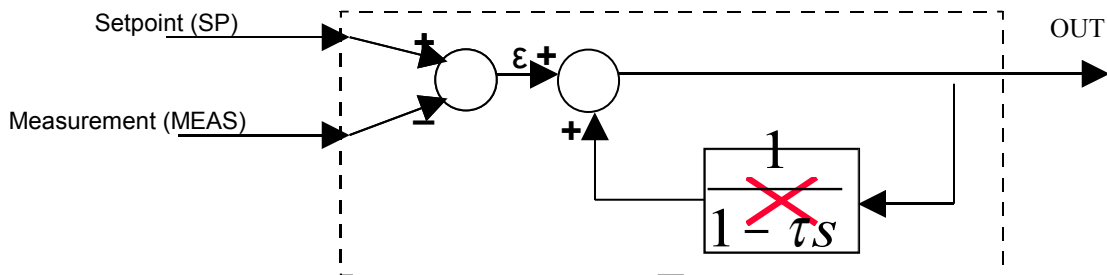 Setpoint (SP)
OUT
+
ε
+
Measurement (MEAS)
−
+
1
1 − τs